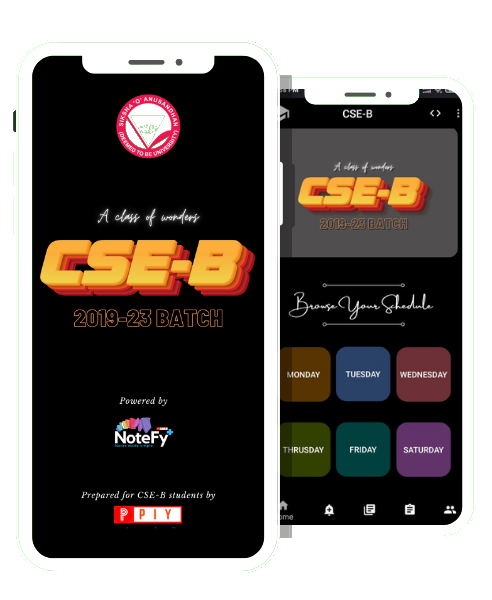 SIKSHA 'O' ANUSANDHAN
(DEEMED TO BE UNIVERSITY)
A class of wonders
CSE-B
2019-23 BATCH
Powered by
NoteFy+
Prepared for CSE-B students by
P PIY
CSE-B
A class of wonders
CSE-B
2019-23 BATCH
Browse Your Schedule
MONDAY
TUESDAY
WEDNESDAY
THRUSDAY
FRIDAY
SATURDAY
ome